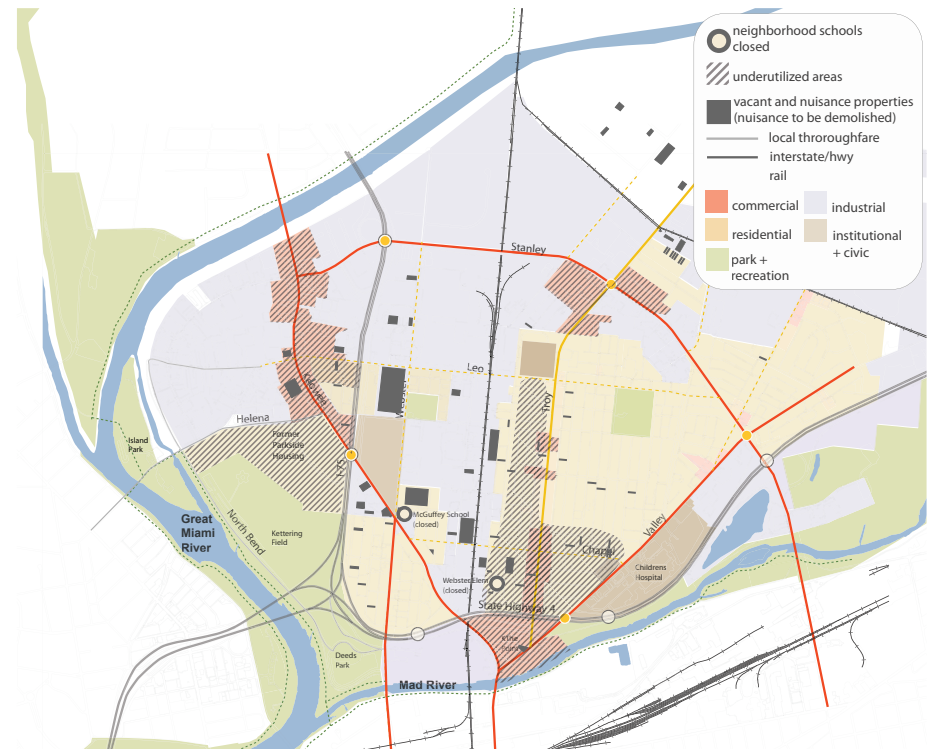 neighborhood schools
closed
underutilized areas
vacant and nuisance properties
(nuisance to be demolished)
local throroughfare
interstate/hwy
rail
commercial
industrial
residential
institutional
+ civic
park +
recreation
Stanley
Leo
Troy
Webster
Keowee
Helena
Former
Parkside
Housing
I-75
Island
Park
North Bend
Great
Miami
River
Kettering
Field
McGuffey School
(closed)
Valley
Chapel
Childrens
Hospital
Webster Elem
(closed)
State Highway 4
Deeds
Park
Mad River